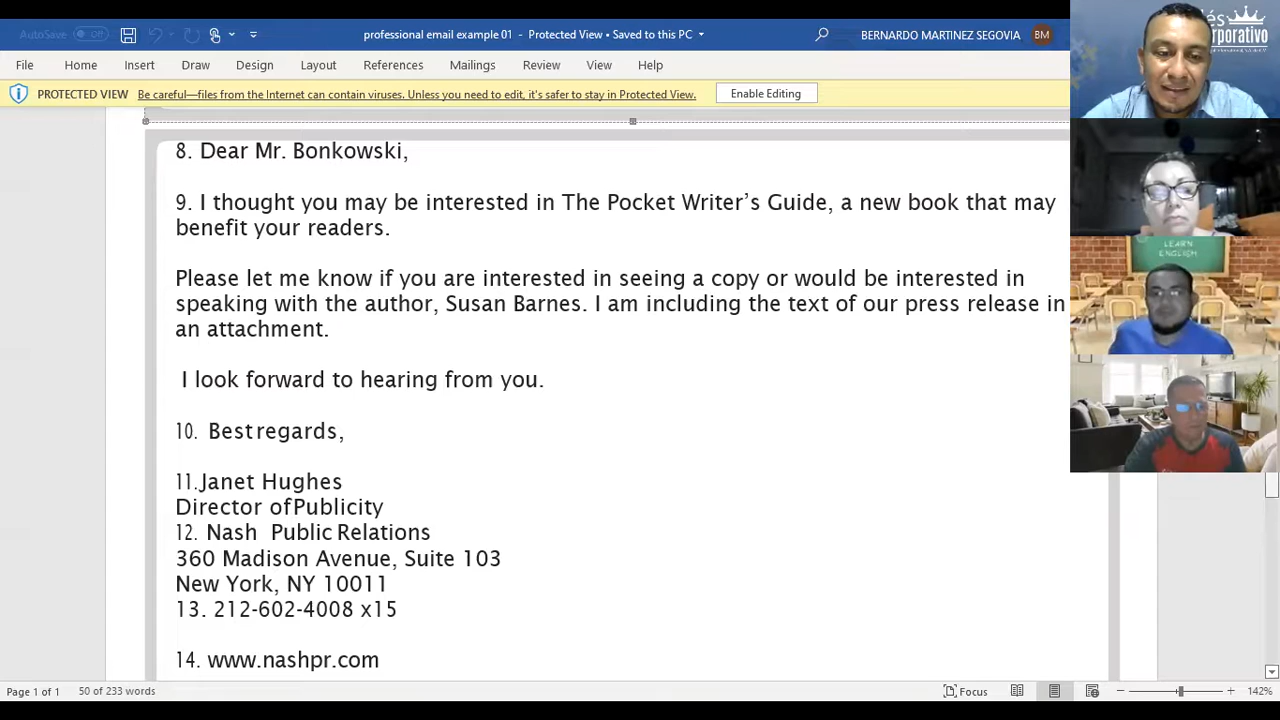 AutoSave Off professional email example 01 - Protected View • Saved to this PC BERNARDO MARTINEZ SEGOVIA BM
File Home Insert Draw Design Layout References Mailings Review View Help
PROTECTED VIEW Be careful—files from the Internet can contain viruses. Unless you need to edit, it's safer to stay in Protected View. Enable Editing
8. Dear Mr. Bonkowski,
9. I thought you may be interested in The Pocket Writer’s Guide, a new book that may
benefit your readers.
Please let me know if you are interested in seeing a copy or would be interested in
speaking with the author, Susan Barnes. I am including the text of our press release in
an attachment.
I look forward to hearing from you.
10. Best regards,
11.Janet Hughes
Director of Publicity
12. Nash Public Relations
360 Madison Avenue, Suite 103
New York, NY 10011
13. 212-602-4008 x15
14. www.nashpr.com
Page 1 of 1 50 of 233 words Focus 142%
LEARN
ENGLISH